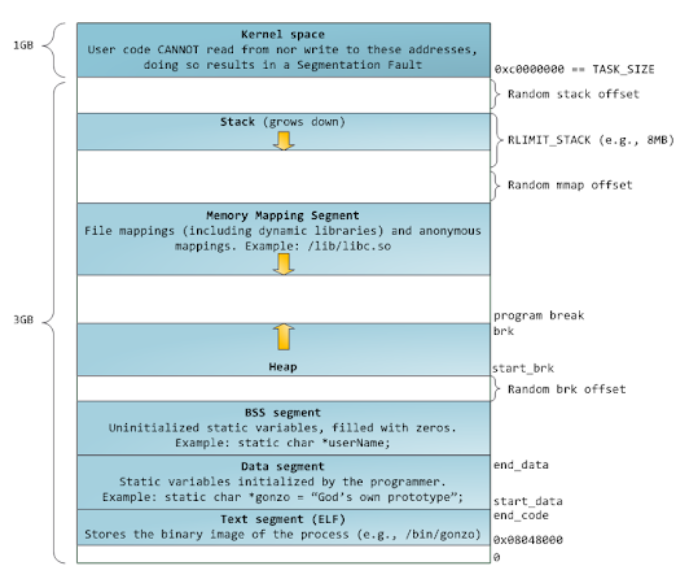 1GB
Kernel space
User code CANNOT read from nor write to these addresses,
doing so results in a Segmentation Fault
0xc0000000 == TASK_SIZE
Random stack offset
Stack (grows down)
RLIMIT_STACK (e.g., 8MB)
Random mmap offset
Memory Mapping Segment
File mappings (including dynamic libraries) and anonymous
mappings. Example: /lib/libc.so
3GB
program break
brk
Heap
start_brk
Random brk offset
BSS segment
Uninitialized static variables, filled with zeros.
Example: static char *userName;
Data segment
end_data
Static variables initialized by the programmer.
Example: static char *gonzo = “God’s own prototype”;
start_data
end_code
Text segment (ELF)
Stores the binary image of the process (e.g., /bin/gonzo)
0x08048000
0